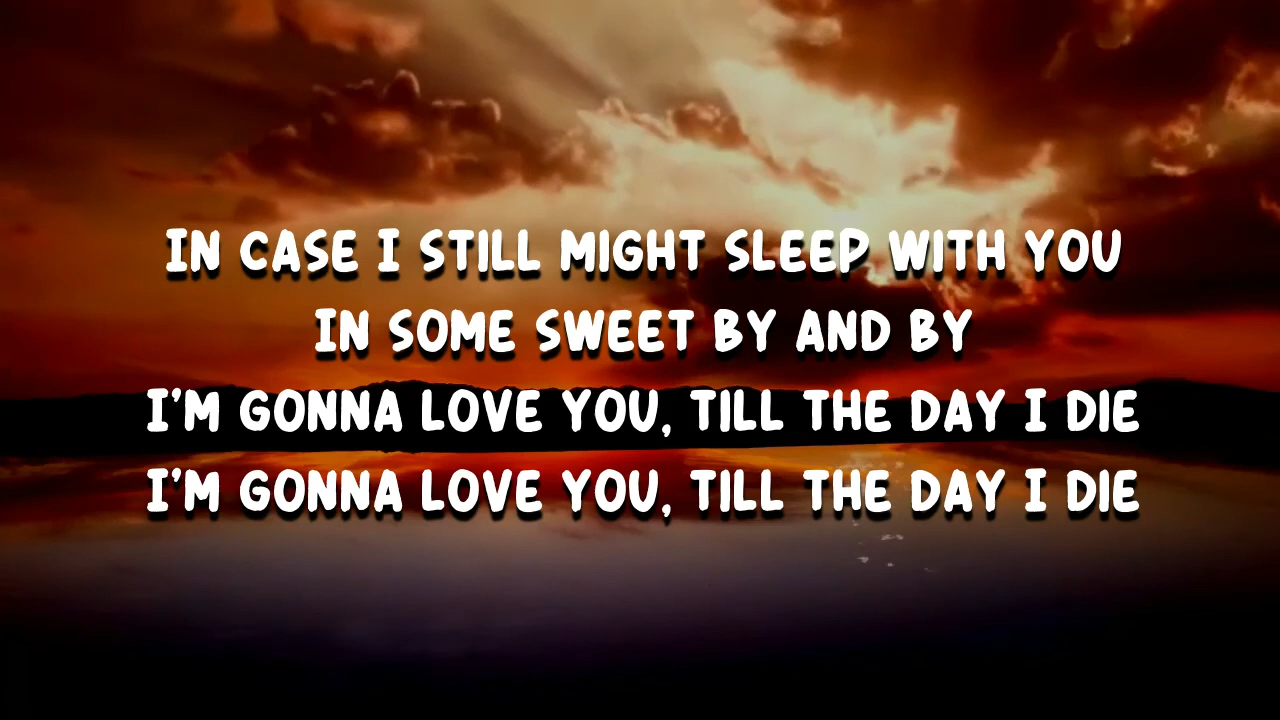 IN CASE I STILL MIGHT SLEEP WITH YOU
IN SOME SWEET BY AND BY
I'M GONNA LOVE YOU, TILL THE DAY I DIE
I'M GONNA LOVE YOU, TILL THE DAY I DIE